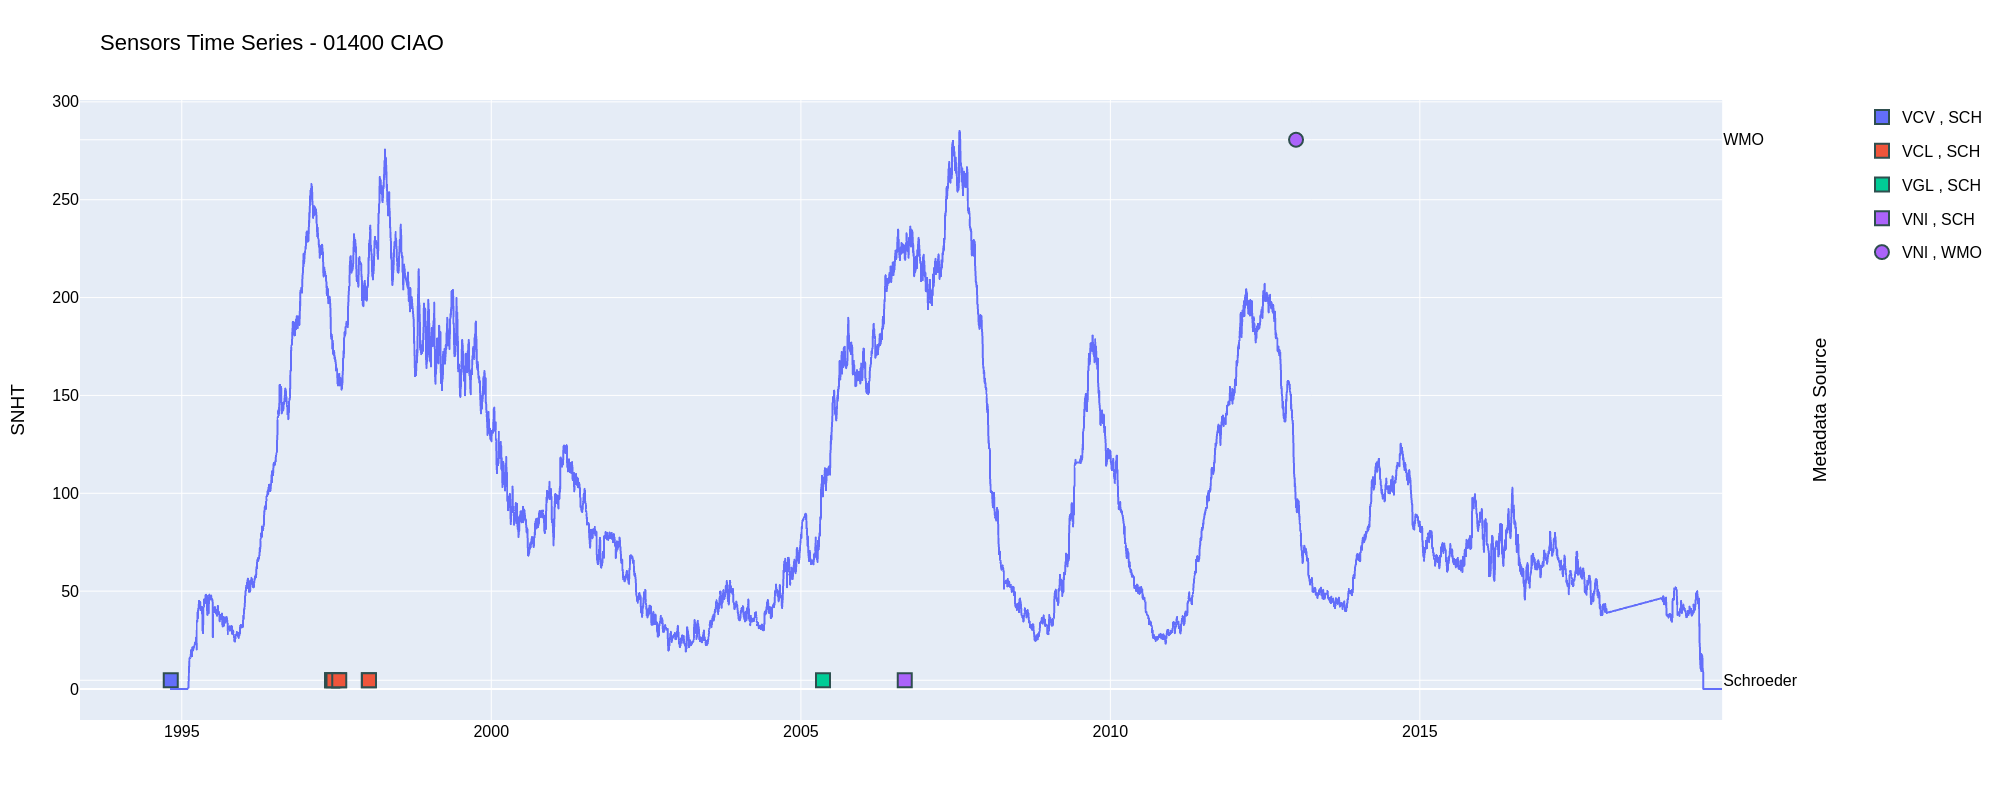 Sensors Time Series - 01400 CIAO
300
250
200
150
100
50
0
SNHT
1995
2000
2005
2010
2015
WMO
Schroeder
Metadata Source
VCV , SCH
VCL , SCH
VGL , SCH
VNI , SCH
VNI , WMO